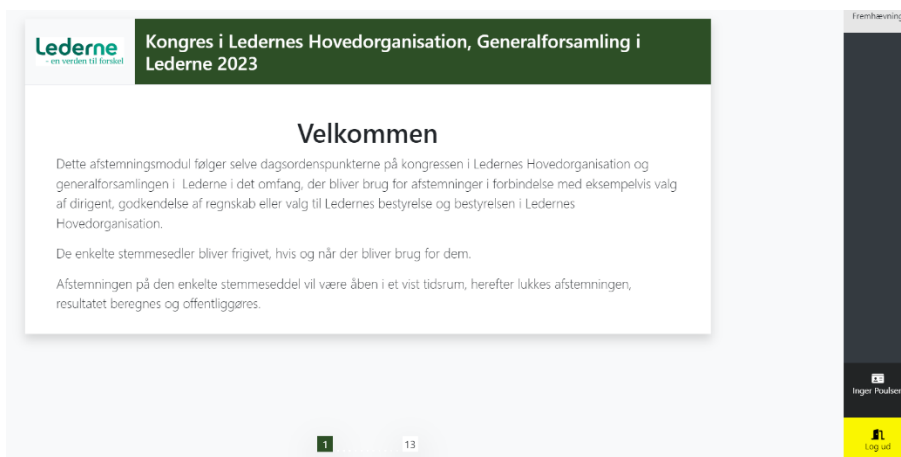 Fremhævning
Lederne
- en verden til forskel
Kongres i Ledernes Hovedorganisation, Generalforsamling i
Lederne 2023
Velkommen
Dette afstemningsmodul følger selve dagsordenspunkterne på kongressen i Ledernes Hovedorganisation og
generalforsamlingen i Lederne i det omfang, der bliver brug for afstemninger i forbindelse med eksempelvis valg
af dirigent, godkendelse af regnskab eller valg til Ledernes bestyrelse og bestyrelsen i Ledernes
Hovedorganisation.
De enkelte stemmesedler bliver frigivet, hvis og når der bliver brug for dem.
Afstemningen på den enkelte stemmeseddel vil være åben i et vist tidsrum, herefter lukkes afstemningen,
resultatet beregnes og offentliggøres.
Inger Poulsen
1 13
Log ud